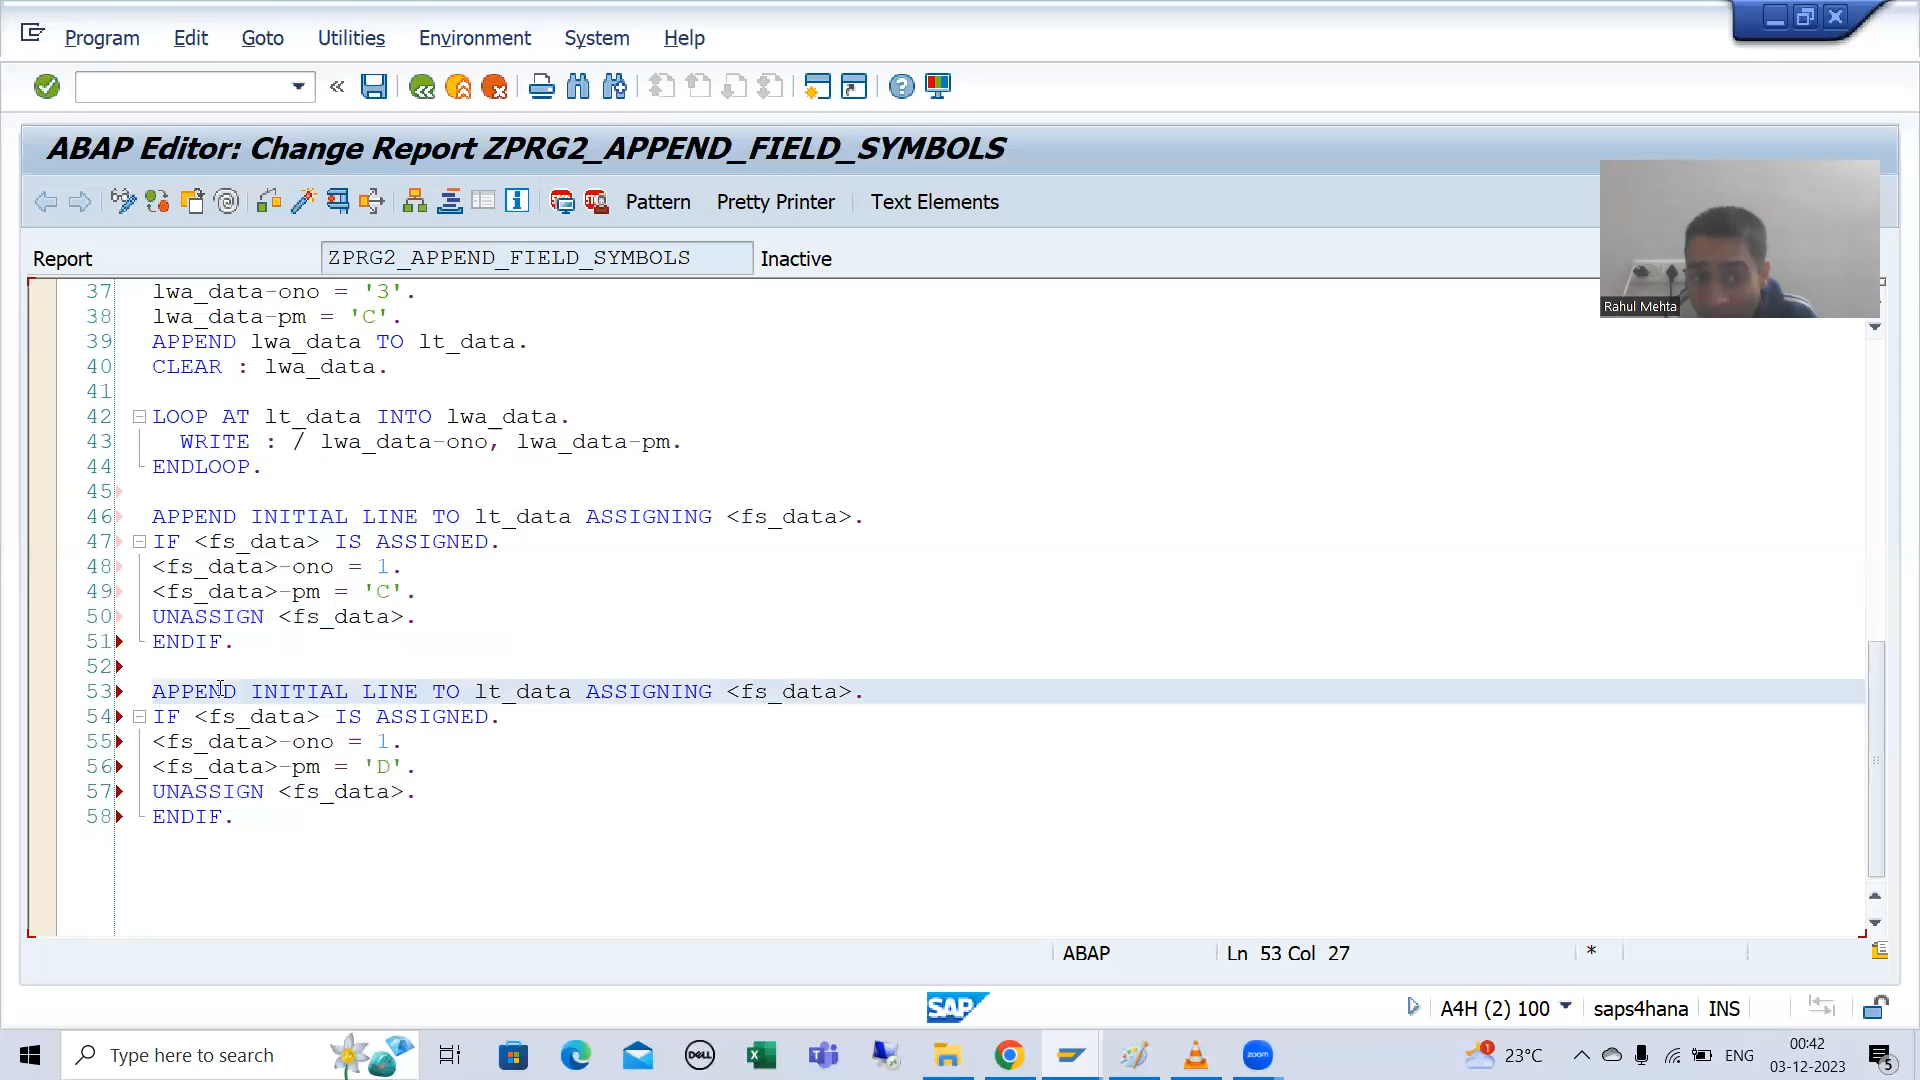 Program Edit Goto Utilities Environment System Help
ABAP Editor: Change Report ZPRG2_APPEND_FIELD_SYMBOLS
Pattern Pretty Printer Text Elements
Report ZPRG2_APPEND_FIELD_SYMBOLS Inactive
Rahul Mehta
37 lwa_data-ono = '3'.
38 lwa_data-pm = 'C'.
39 APPEND lwa_data TO lt_data.
40 CLEAR : lwa_data.
41
42 LOOP AT lt_data INTO lwa_data.
43 WRITE : / lwa_data-ono, lwa_data-pm.
44 ENDLOOP.
45
46 APPEND INITIAL LINE TO lt_data ASSIGNING <fs_data>.
47 IF <fs_data> IS ASSIGNED.
48 <fs_data>-ono = 1.
49 <fs_data>-pm = 'C'.
50 UNASSIGN <fs_data>.
51 ENDIF.
52
53 APPEND INITIAL LINE TO lt_data ASSIGNING <fs_data>.
54 IF <fs_data> IS ASSIGNED.
55 <fs_data>-ono = 1.
56 <fs_data>-pm = 'D'.
57 UNASSIGN <fs_data>.
58 ENDIF.
ABAP Ln 53 Col 27 *
SAP A4H (2) 100 saps4hana INS
Type here to search DELL zoom 1 23°C ENG 00:42
03-12-2023 5